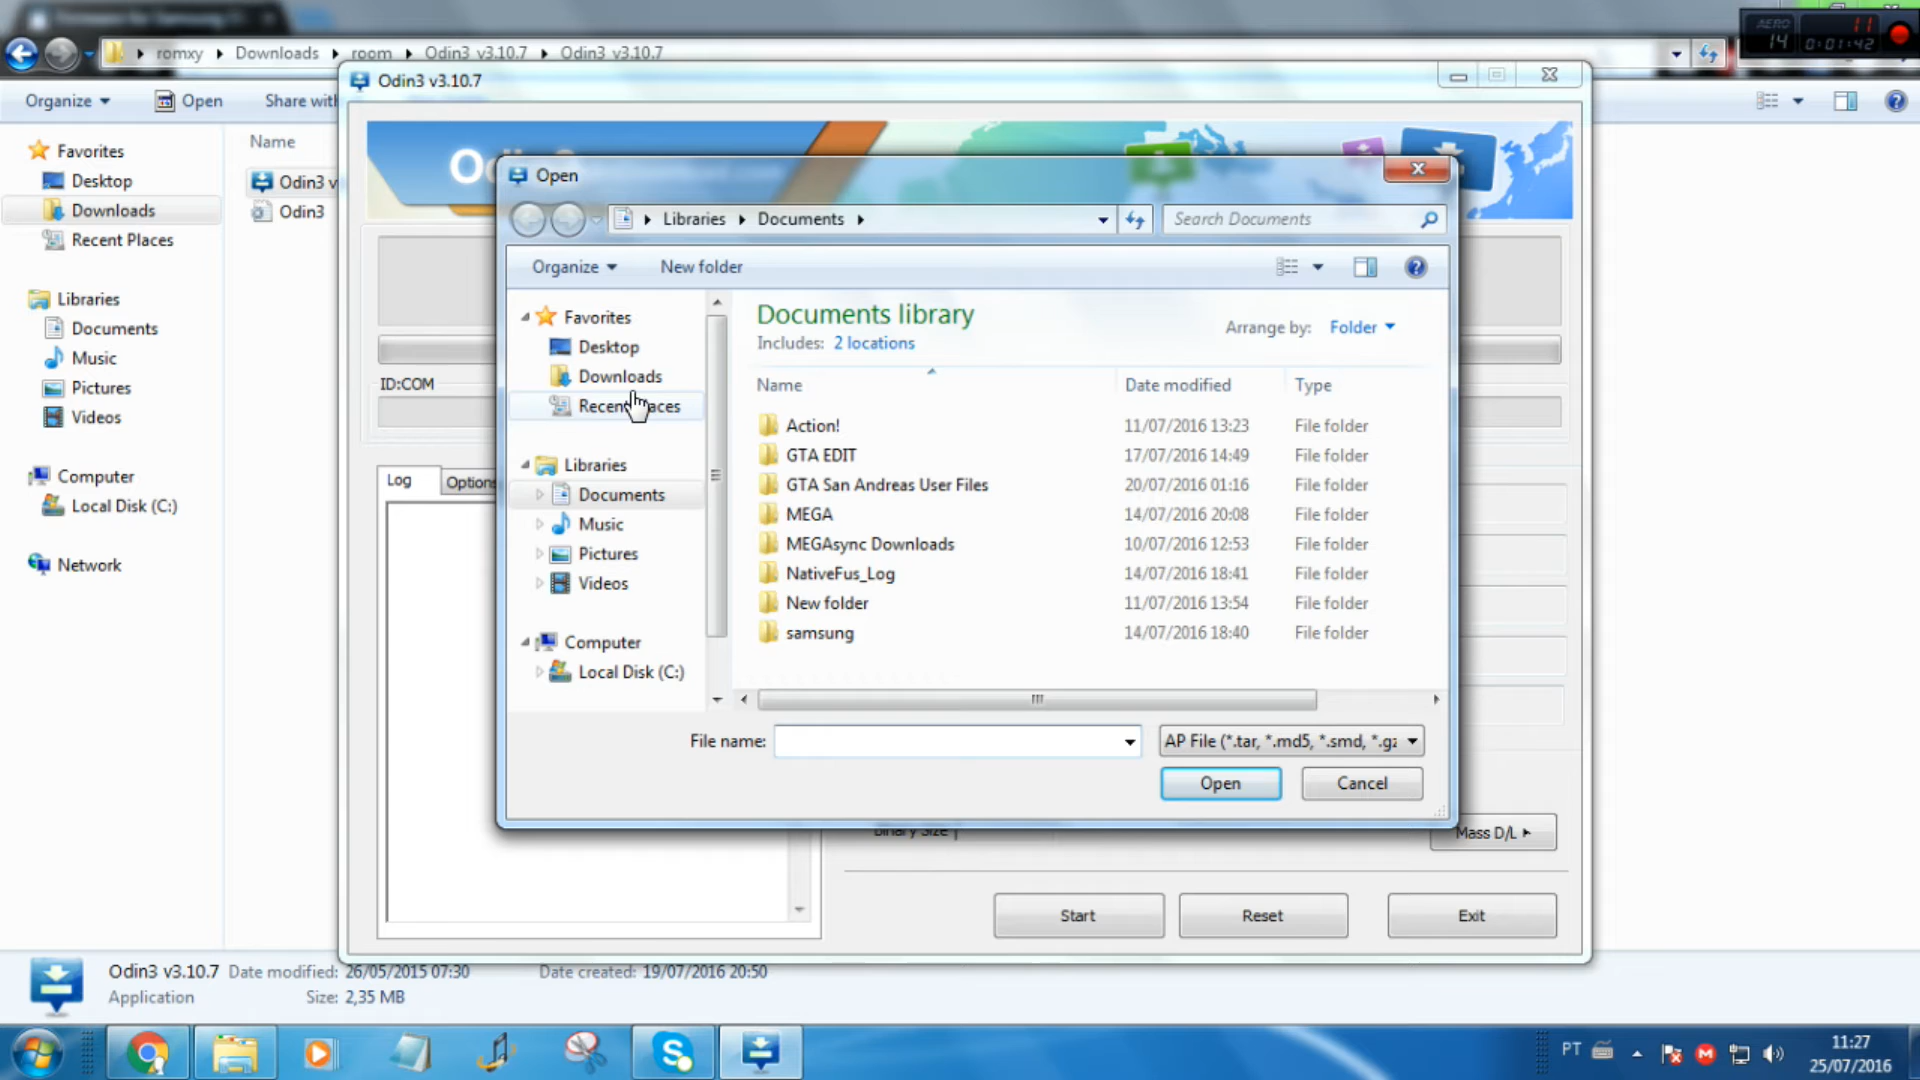 romxy Downloads room Odin3 v3.10.7 Odin3 v3.10.7
AERO
14 11
0:01:42
Odin3 v3.10.7
Organize Open Share with
Favorites
Desktop
Downloads
Recent Places
Libraries
Documents
Music
Pictures
Videos
Computer
Local Disk (C:)
Network
Name
Odin3 v
Odin3
ID:COM
Log Options
Open
Libraries Documents Search Documents
Organize New folder
Favorites
Desktop
Downloads
Recent
Libraries
Documents
Music
Pictures
Videos
Computer
Local Disk (C:)
Documents library
Includes: 2 locations
Arrange by: Folder
Name Date modified Type
Action! 11/07/2016 13:23 File folder
GTA EDIT 17/07/2016 14:49 File folder
GTA San Andreas User Files 20/07/2016 01:16 File folder
MEGA 14/07/2016 20:08 File folder
MEGAsync Downloads 10/07/2016 12:53 File folder
NativeFus_Log 14/07/2016 18:41 File folder
New folder 11/07/2016 13:54 File folder
samsung 14/07/2016 18:40 File folder
File name: AP File (*.tar, *.md5, *.smd, *.gz
Open Cancel
Binary Size
Mass D/L
Start Reset Exit
Odin3 v3.10.7 Date modified: 26/05/2015 07:30 Date created: 19/07/2016 20:50
Application Size: 2,35 MB
PT
11:27
25/07/2016